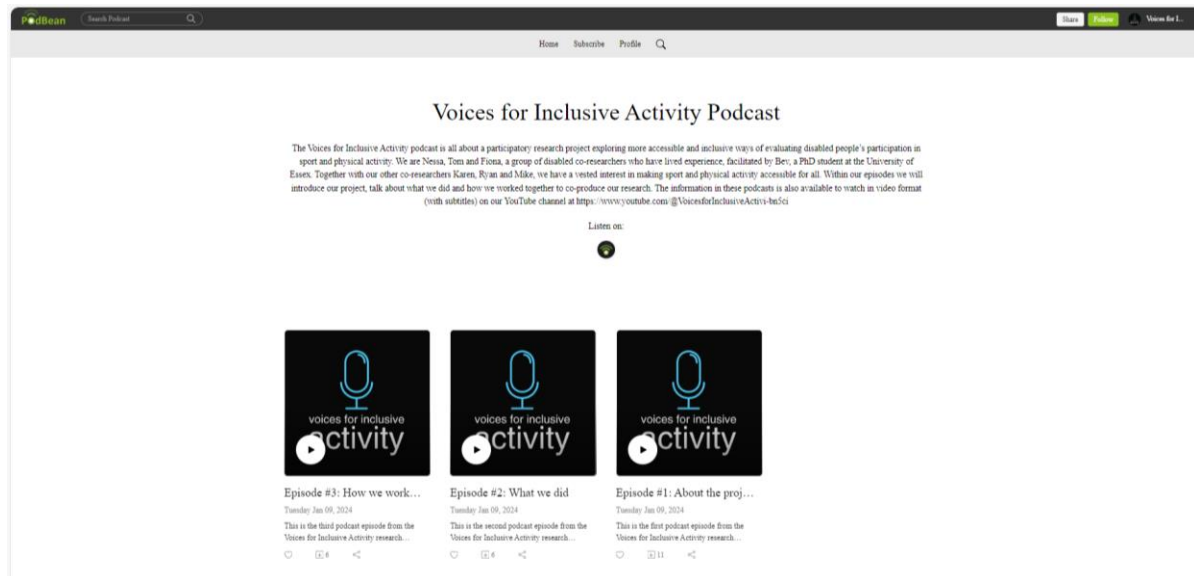 PodBean
Search Podcast
Share
Follow
Voices for I...
Home Subscribe Profile
Voices for Inclusive Activity Podcast
The Voices for Inclusive Activity podcast is all about a participatory research project exploring more accessible and inclusive ways of evaluating disabled people's participation in
sport and physical activity. We are Nessa, Tom and Fiona, a group of disabled co-researchers who have lived experience, facilitated by Bev, a PhD student at the University of
Essex. Together with our other co-researchers Karen, Ryan and Mike, we have a vested interest in making sport and physical activity accessible for all. Within our episodes we will
introduce our project, talk about what we did and how we worked together to co-produce our research. The information in these podcasts is also available to watch in video format
(with subtitles) on our YouTube channel at https://www.youtube.com/@VoicesforInclusiveActivi-bn5ci
Listen on:
voices for inclusive
activity
Episode #3: How we work...
Tuesday Jan 09, 2024
This is the third podcast episode from the
Voices for Inclusive Activity research...
6
voices for inclusive
activity
Episode #2: What we did
Tuesday Jan 09, 2024
This is the second podcast episode from the
Voices for Inclusive Activity research...
6
voices for inclusive
activity
Episode #1: About the proj...
Tuesday Jan 09, 2024
This is the first podcast episode from the
Voices for Inclusive Activity research...
11